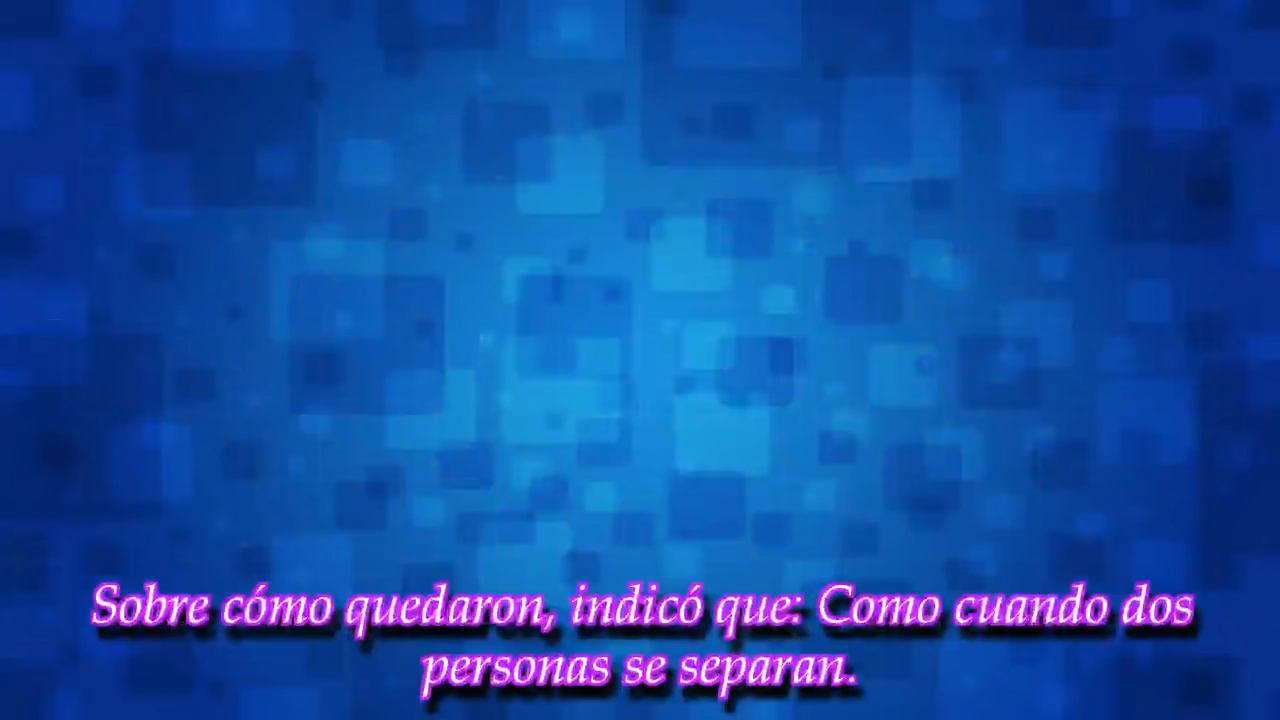 Sobre cómo quedaron, indicó que: Como cuando dos
personas se separan.